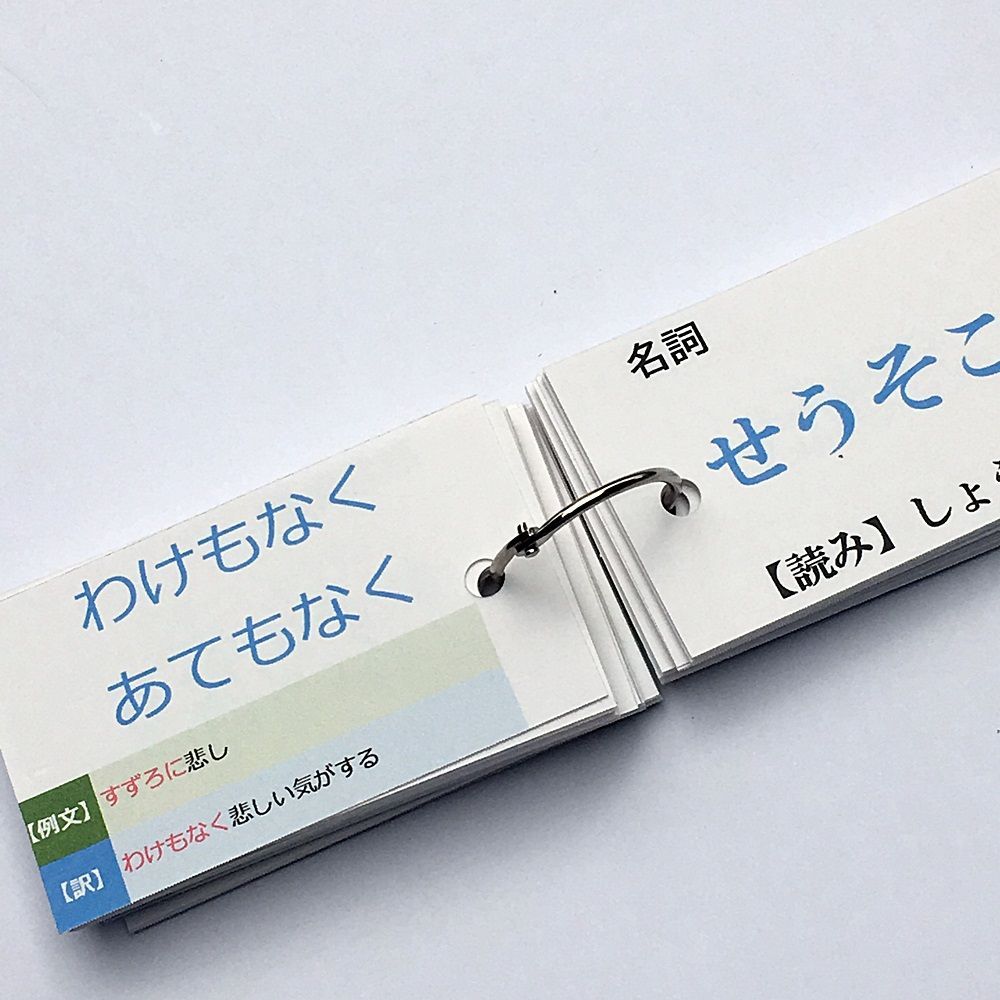 わけもなく
あてもなく
【例文】すずろに悲し
【訳】わけもなく悲しい気がする
名詞
せうそこ
【読み】しょう